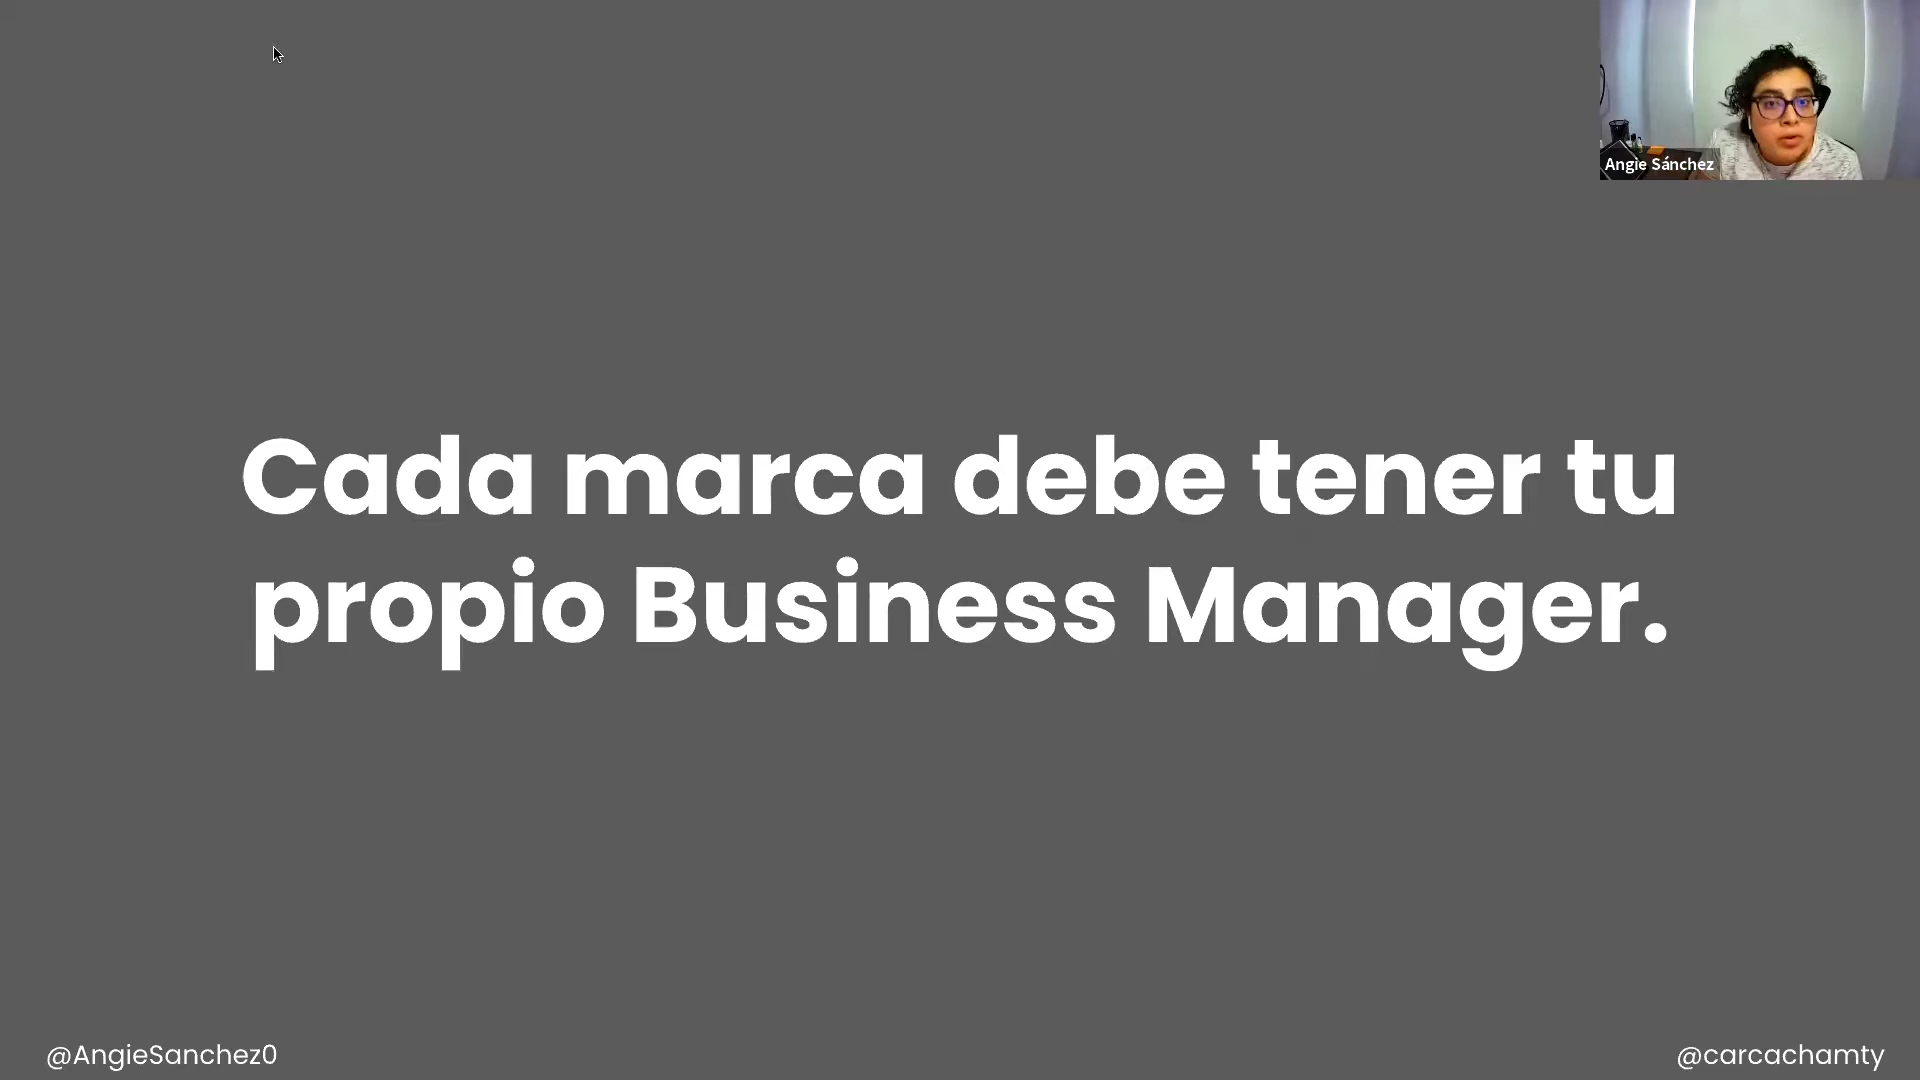 Angie Sánchez
Cada marca debe tener tu
propio Business Manager.
@AngieSanchez0
@carcachamty